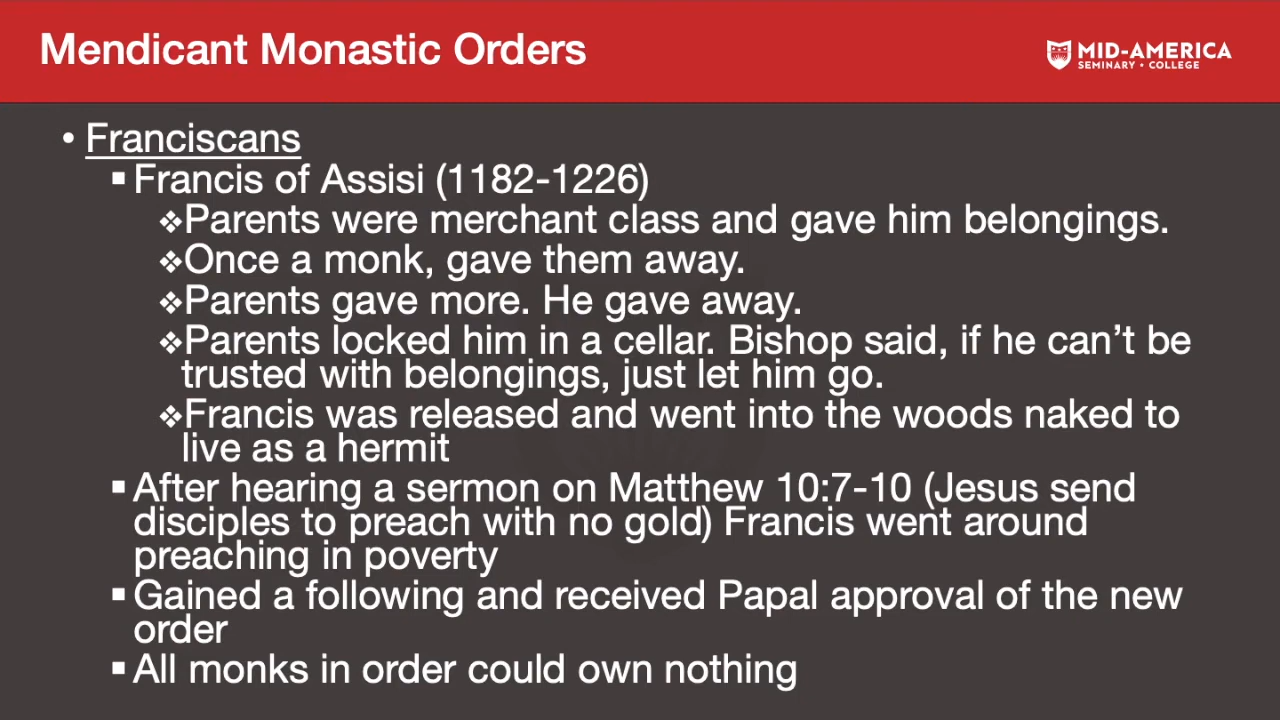 Mendicant Monastic Orders
MID-AMERICA
SEMINARY • COLLEGE
• Franciscans
▪ Francis of Assisi (1182-1226)
❖Parents were merchant class and gave him belongings.
❖Once a monk, gave them away.
❖Parents gave more. He gave away.
❖Parents locked him in a cellar. Bishop said, if he can’t be
trusted with belongings, just let him go.
❖Francis was released and went into the woods naked to
live as a hermit
▪ After hearing a sermon on Matthew 10:7-10 (Jesus send
disciples to preach with no gold) Francis went around
preaching in poverty
▪ Gained a following and received Papal approval of the new
order
▪ All monks in order could own nothing